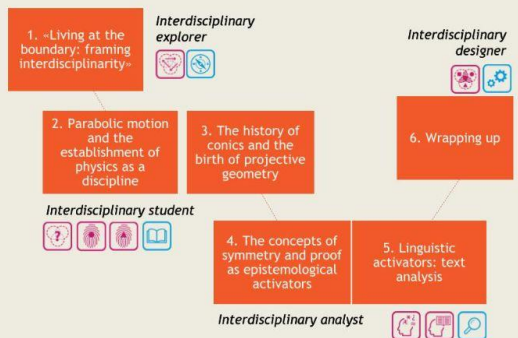 1. «Living at the
boundary: framing
interdisciplinarity»
Interdisciplinary
explorer
Interdisciplinary
designer
2. Parabolic motion
and the
establishment of
physics as a
discipline
3. The history of
conics and the
birth of projective
geometry
6. Wrapping up
Interdisciplinary student
?
4. The concepts of
symmetry and proof
as epistemological
activators
5. Linguistic
activators: text
analysis
Interdisciplinary analyst